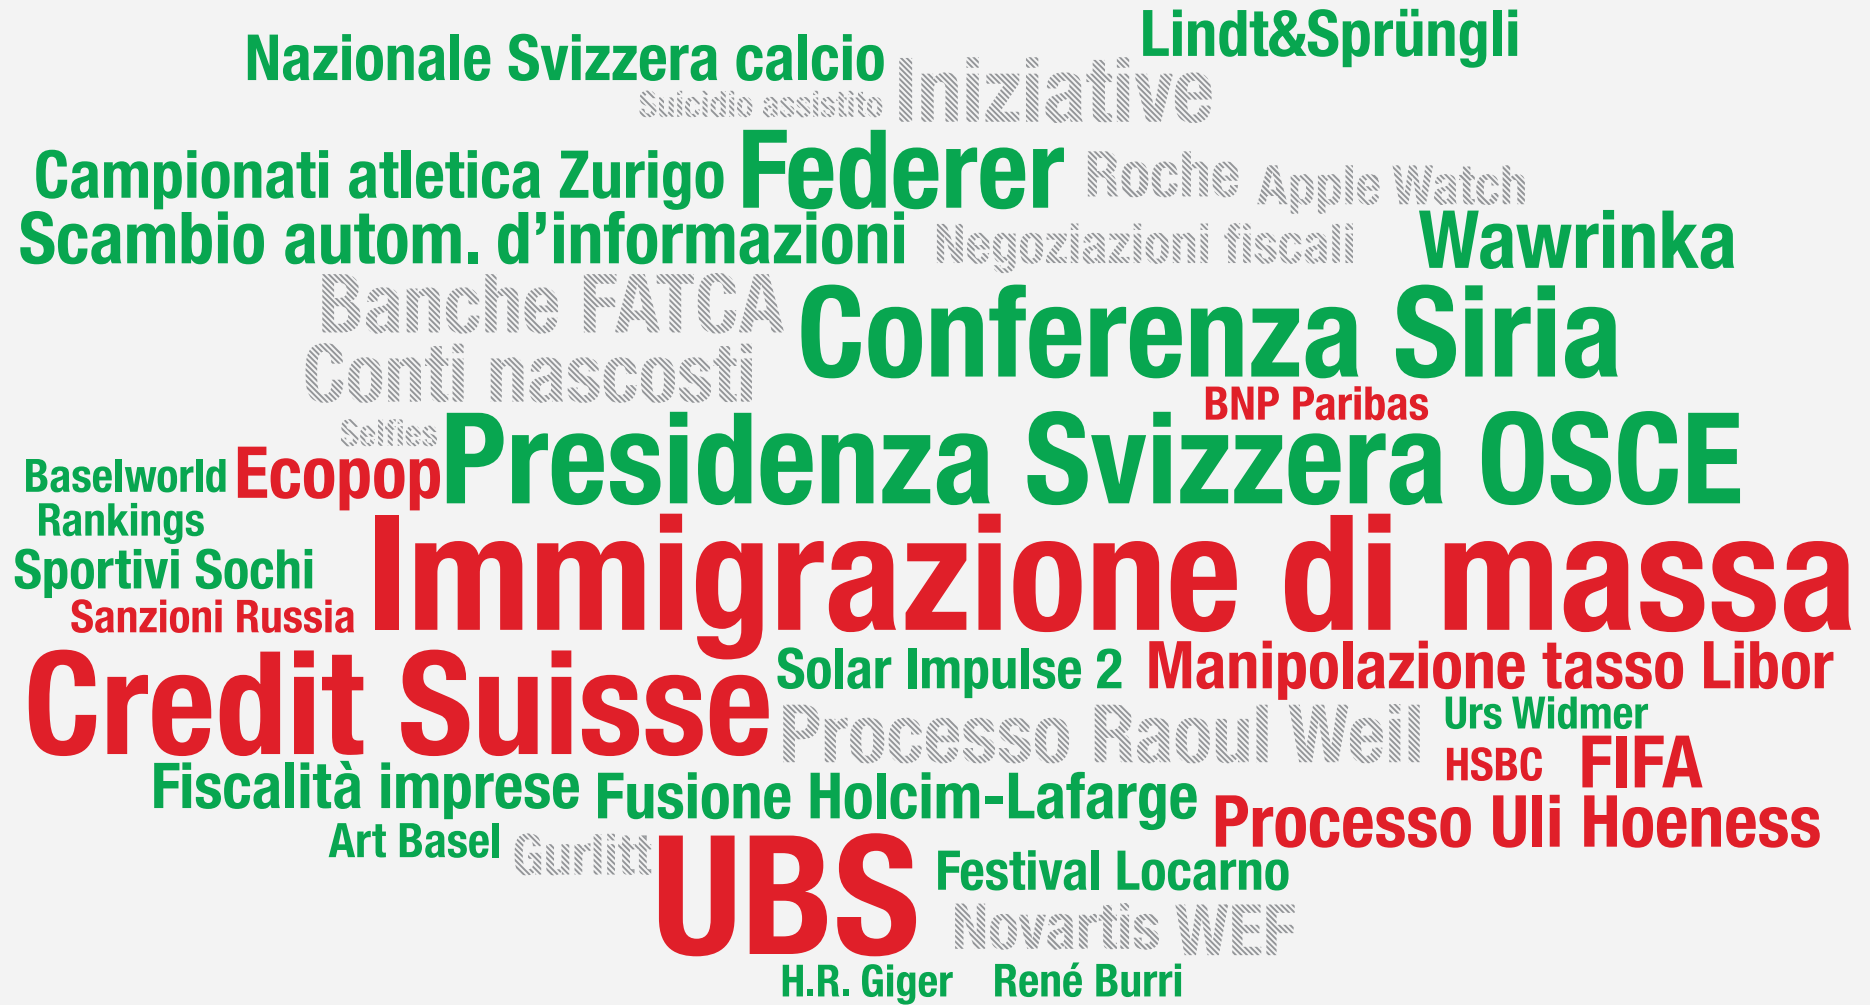 Lindt&Sprüngli
Nazionale Svizzera calcio
Suicidio assistito Iniziative
Campionati atletica Zurigo Federer Roche Apple Watch
Scambio autom. d’informazioni Negoziazioni fiscali Wawrinka
Banche FATCA Conferenza Siria
Conti nascosti
BNP Paribas
Selfies
Baselworld Ecopop Presidenza Svizzera OSCE
Rankings
Sportivi Sochi Immigrazione di massa
Sanzioni Russia
Credit Suisse Solar Impulse 2 Manipolazione tasso Libor
Processo Raoul Weil Urs Widmer
HSBC FIFA
Fiscalità imprese Fusione Holcim-Lafarge Processo Uli Hoeness
Art Basel Gurlitt UBS Festival Locarno
Novartis WEF
H.R. Giger René Burri